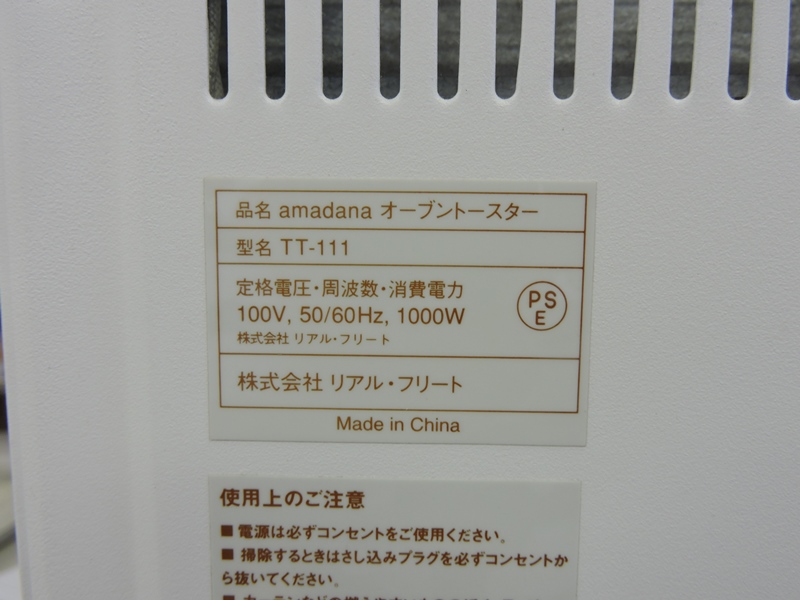 品名 amadana オーブントースター
型名 TT-111
定格電圧・周波数・消費電力
100V, 50/60Hz, 1000W
株式会社 リアル・フリート
PS
E
株式会社 リアル・フリート
Made in China
使用上のご注意
■ 電源は必ずコンセントをご使用ください。
■ 掃除するときはさし込みプラグを必ずコンセントか
ら抜いてください。